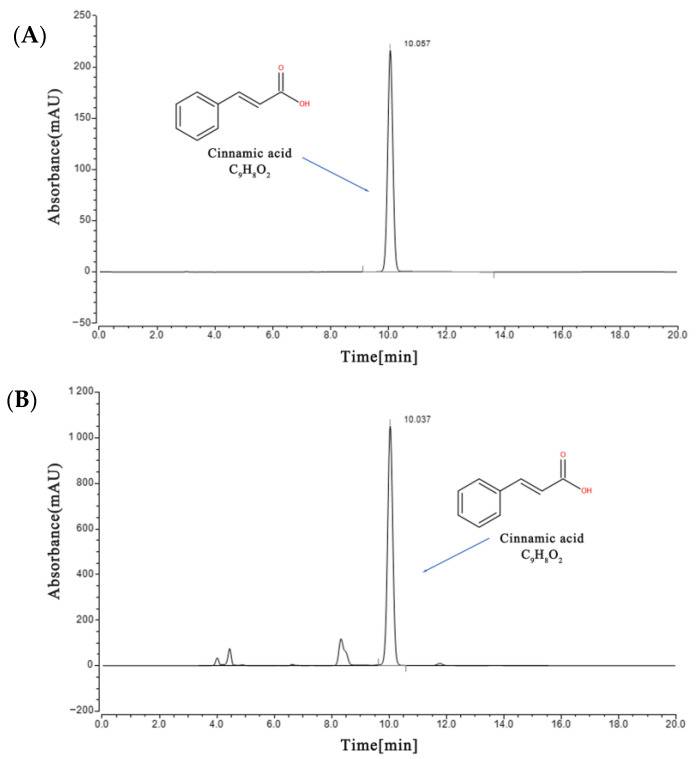 (A)
250
200
150
100
50
0
−50
Absorbance(mAU)
10.057
O
OH
Cinnamic acid
C₉H₈O₂
0.0 2.0 4.0 6.0 8.0 10.0 12.0 14.0 16.0 18.0 20.0
Time[min]
(B)
1 200
1 000
800
600
400
200
0
−200
Absorbance(mAU)
10.037
O
OH
Cinnamic acid
C₉H₈O₂
0.0 2.0 4.0 6.0 8.0 10.0 12.0 14.0 16.0 18.0 20.0
Time[min]